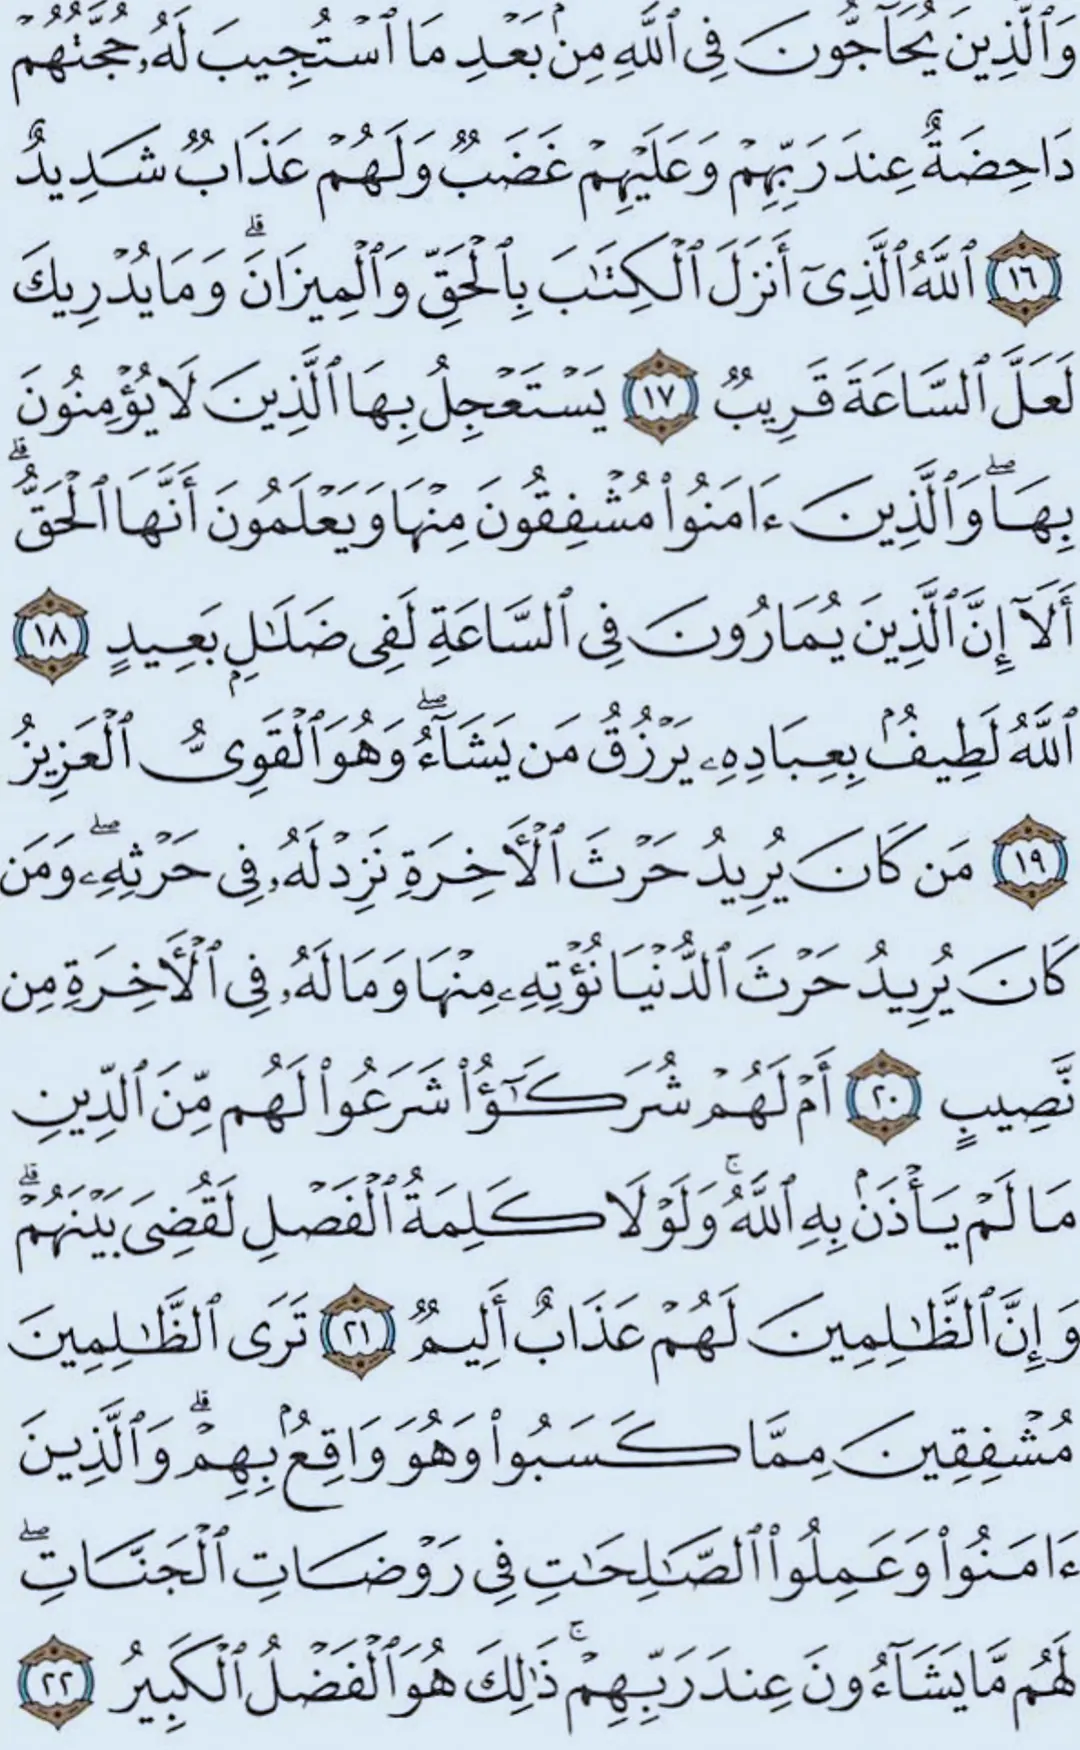 وَٱلَّذِينَ يُحَآجُّونَ فِى ٱللَّهِ مِنۢ بَعْدِ مَا ٱسْتُجِيبَ لَهُۥ حُجَّتُهُمْ
دَاحِضَةٌ عِندَ رَبِّهِمْ وَعَلَيْهِمْ غَضَبٌ وَلَهُمْ عَذَابٌ شَدِيدٌ
١٦ ٱللَّهُ ٱلَّذِىٓ أَنزَلَ ٱلْكِتَـٰبَ بِٱلْحَقِّ وَٱلْمِيزَانَ ۗ وَمَا يُدْرِيكَ
لَعَلَّ ٱلسَّاعَةَ قَرِيبٌ ١٧ يَسْتَعْجِلُ بِهَا ٱلَّذِينَ لَا يُؤْمِنُونَ
بِهَا ۖ وَٱلَّذِينَ ءَامَنُوا۟ مُشْفِقُونَ مِنْهَا وَيَعْلَمُونَ أَنَّهَا ٱلْحَقُّ ۗ
أَلَآ إِنَّ ٱلَّذِينَ يُمَارُونَ فِى ٱلسَّاعَةِ لَفِى ضَلَـٰلٍۭ بَعِيدٍ ١٨
ٱللَّهُ لَطِيفٌۢ بِعِبَادِهِۦ يَرْزُقُ مَن يَشَآءُ ۖ وَهُوَ ٱلْقَوِىُّ ٱلْعَزِيزُ
١٩ مَن كَانَ يُرِيدُ حَرْثَ ٱلْـَٔاخِرَةِ نَزِدْ لَهُۥ فِى حَرْثِهِۦ ۖ وَمَن
كَانَ يُرِيدُ حَرْثَ ٱلدُّنْيَا نُؤْتِهِۦ مِنْهَا وَمَا لَهُۥ فِى ٱلْـَٔاخِرَةِ مِن
نَّصِيبٍ ٢٠ أَمْ لَهُمْ شُرَكَـٰٓؤُا۟ شَرَعُوا۟ لَهُم مِّنَ ٱلدِّينِ
مَا لَمْ يَأْذَنۢ بِهِ ٱللَّهُ ۚ وَلَوْلَا كَلِمَةُ ٱلْفَصْلِ لَقُضِىَ بَيْنَهُمْ ۗ
وَإِنَّ ٱلظَّـٰلِمِينَ لَهُمْ عَذَابٌ أَلِيمٌ ٢١ تَرَى ٱلظَّـٰلِمِينَ
مُشْفِقِينَ مِمَّا كَسَبُوا۟ وَهُوَ وَاقِعٌۢ بِهِمْ ۗ وَٱلَّذِينَ
ءَامَنُوا۟ وَعَمِلُوا۟ ٱلصَّـٰلِحَـٰتِ فِى رَوْضَاتِ ٱلْجَنَّاتِ ۖ
لَهُم مَّا يَشَآءُونَ عِندَ رَبِّهِمْ ۚ ذَٰلِكَ هُوَ ٱلْفَضْلُ ٱلْكَبِيرُ ٢٢